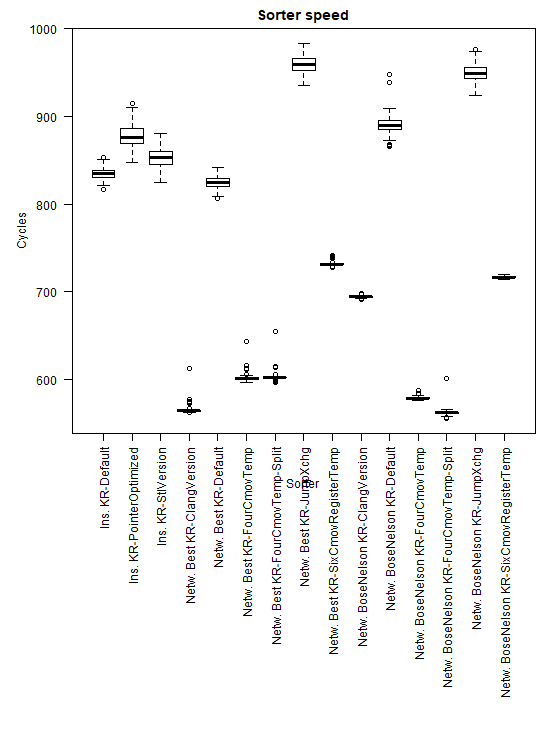 Sorter speed
Cycles
1000
900
800
700
600
Ins. KR-Default
Ins. KR-PointerOptimized
Ins. KR-StlVersion
Netw. Best KR-ClangVersion
Netw. Best KR-Default
Netw. Best KR-FourCmovTemp
Netw. Best KR-FourCmovTemp-Split
Netw. Best KR-JumpXchg
Netw. Best KR-SixCmovRegisterTemp
Netw. BoseNelson KR-ClangVersion
Netw. BoseNelson KR-Default
Netw. BoseNelson KR-FourCmovTemp
Netw. BoseNelson KR-FourCmovTemp-Split
Netw. BoseNelson KR-JumpXchg
Netw. BoseNelson KR-SixCmovRegisterTemp
Sorter